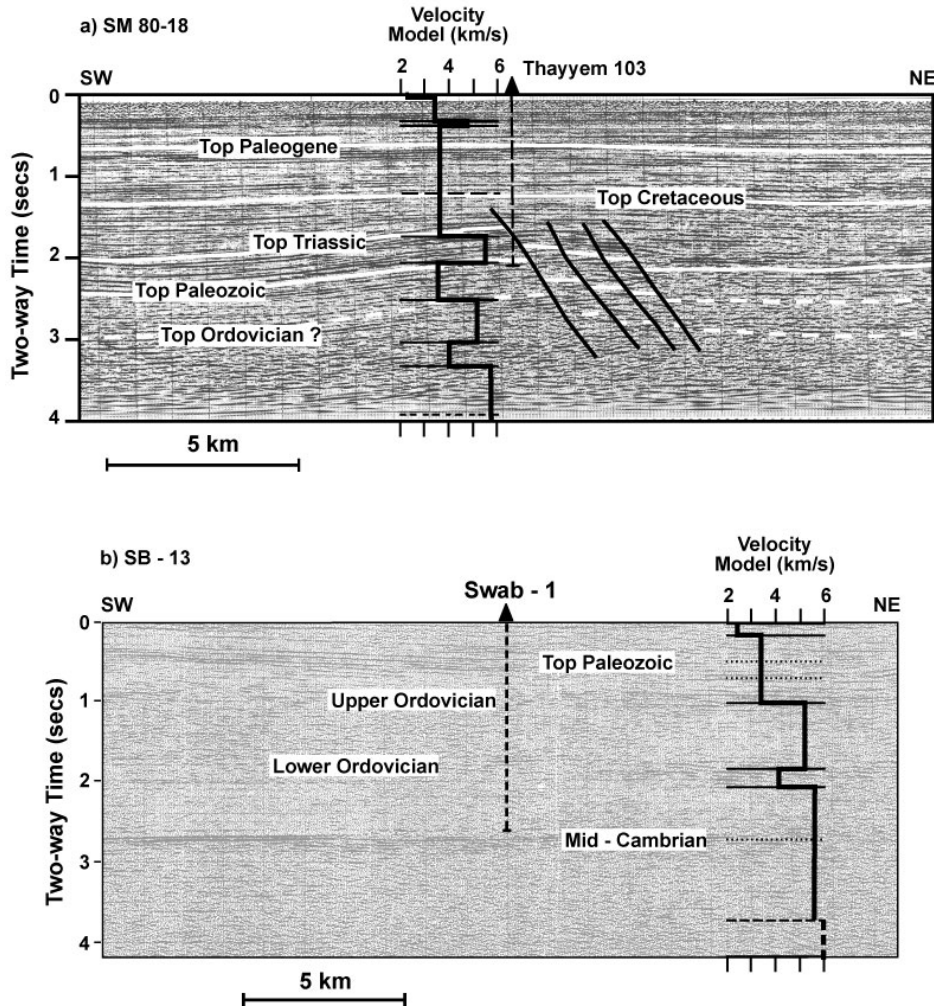 a) SM 80-18
Velocity
Model (km/s)
2 4 6
Thayyem 103
SW
NE
0
Top Paleogene
1
Top Cretaceous
Top Triassic
2
Top Paleozoic
Top Ordovician ?
3
4
Two-way Time (secs)
5 km
b) SB - 13
Velocity
Model (km/s)
Swab - 1
2 4 6
SW
NE
0
Top Paleozoic
Upper Ordovician
1
Lower Ordovician
2
Mid - Cambrian
3
4
Two-way Time (secs)
5 km